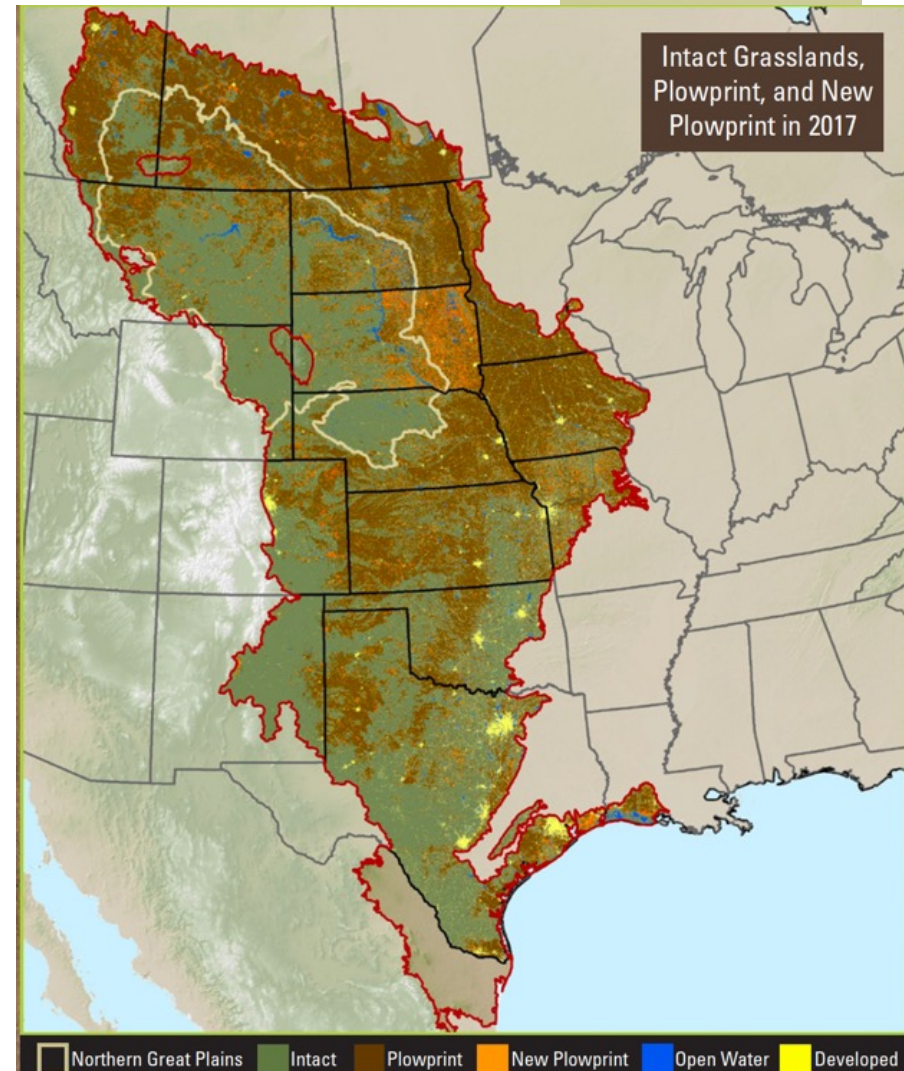 Intact Grasslands,
Plowprint, and New
Plowprint in 2017
Northern Great Plains Intact Plowprint New Plowprint Open Water Developed